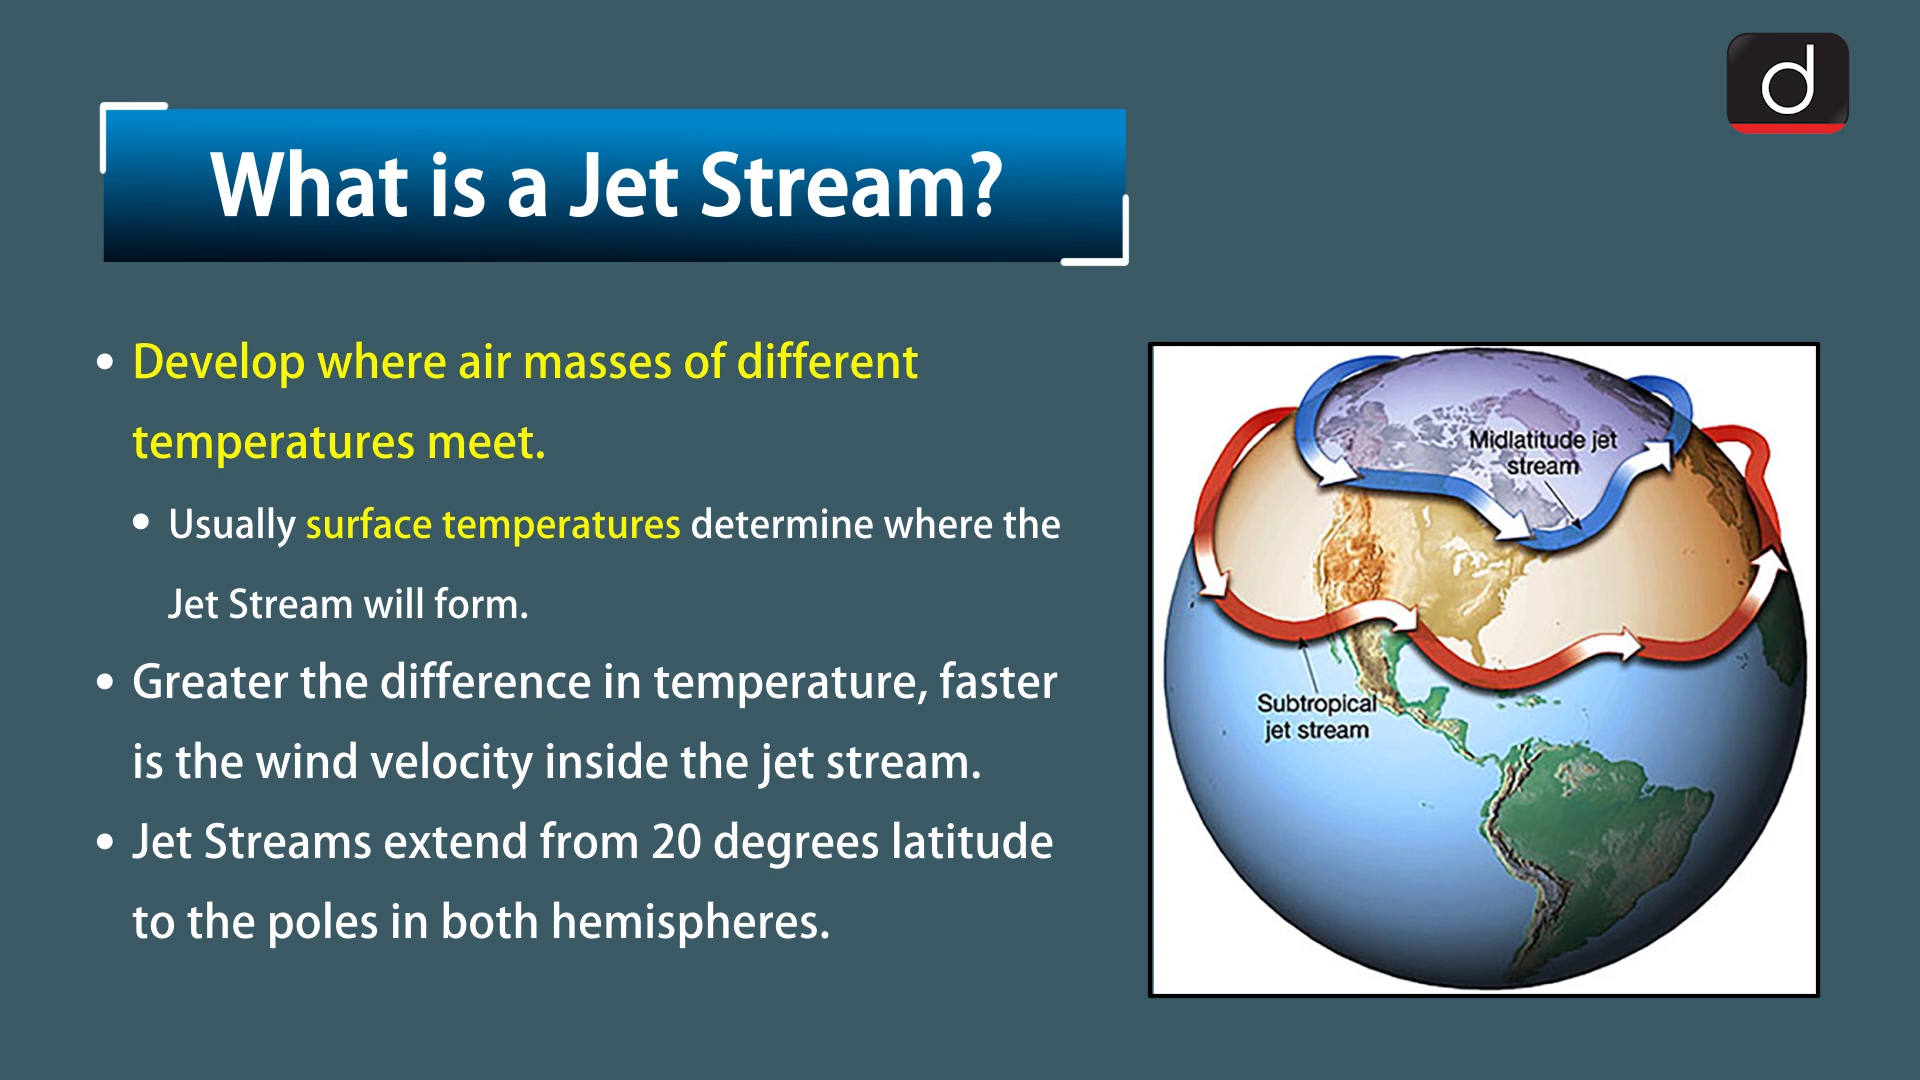 d
What is a Jet Stream?
• Develop where air masses of different
temperatures meet.
• Usually surface temperatures determine where the
Jet Stream will form.
• Greater the difference in temperature, faster
is the wind velocity inside the jet stream.
• Jet Streams extend from 20 degrees latitude
to the poles in both hemispheres.
Midlatitude jet
stream
Subtropical
jet stream